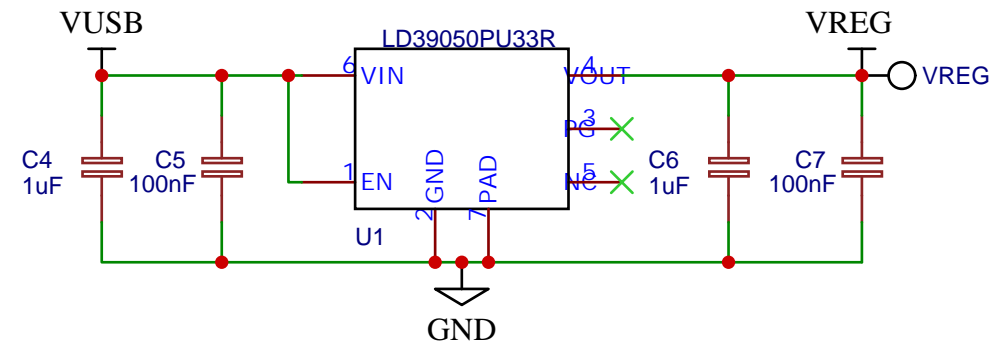 VUSB
VREG
LD39050PU33R
6
VIN
4
VOUT
VREG
3
PG
C4
1uF
C5
100nF
1
EN
GND
PAD
5
NC
C6
1uF
C7
100nF
2
7
U1
GND